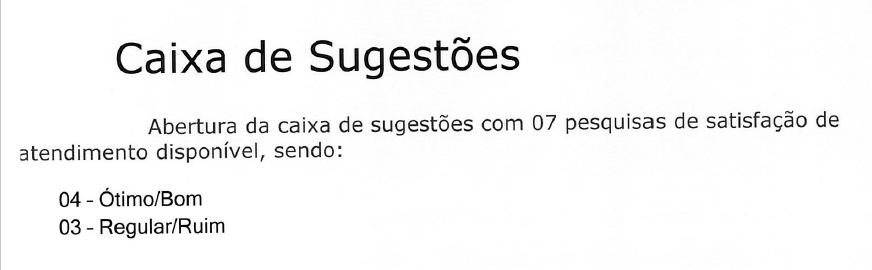 Caixa de Sugestões
Abertura da caixa de sugestões com 07 pesquisas de satisfação de
atendimento disponível, sendo:
04 - Ótimo/Bom
03 - Regular/Ruim